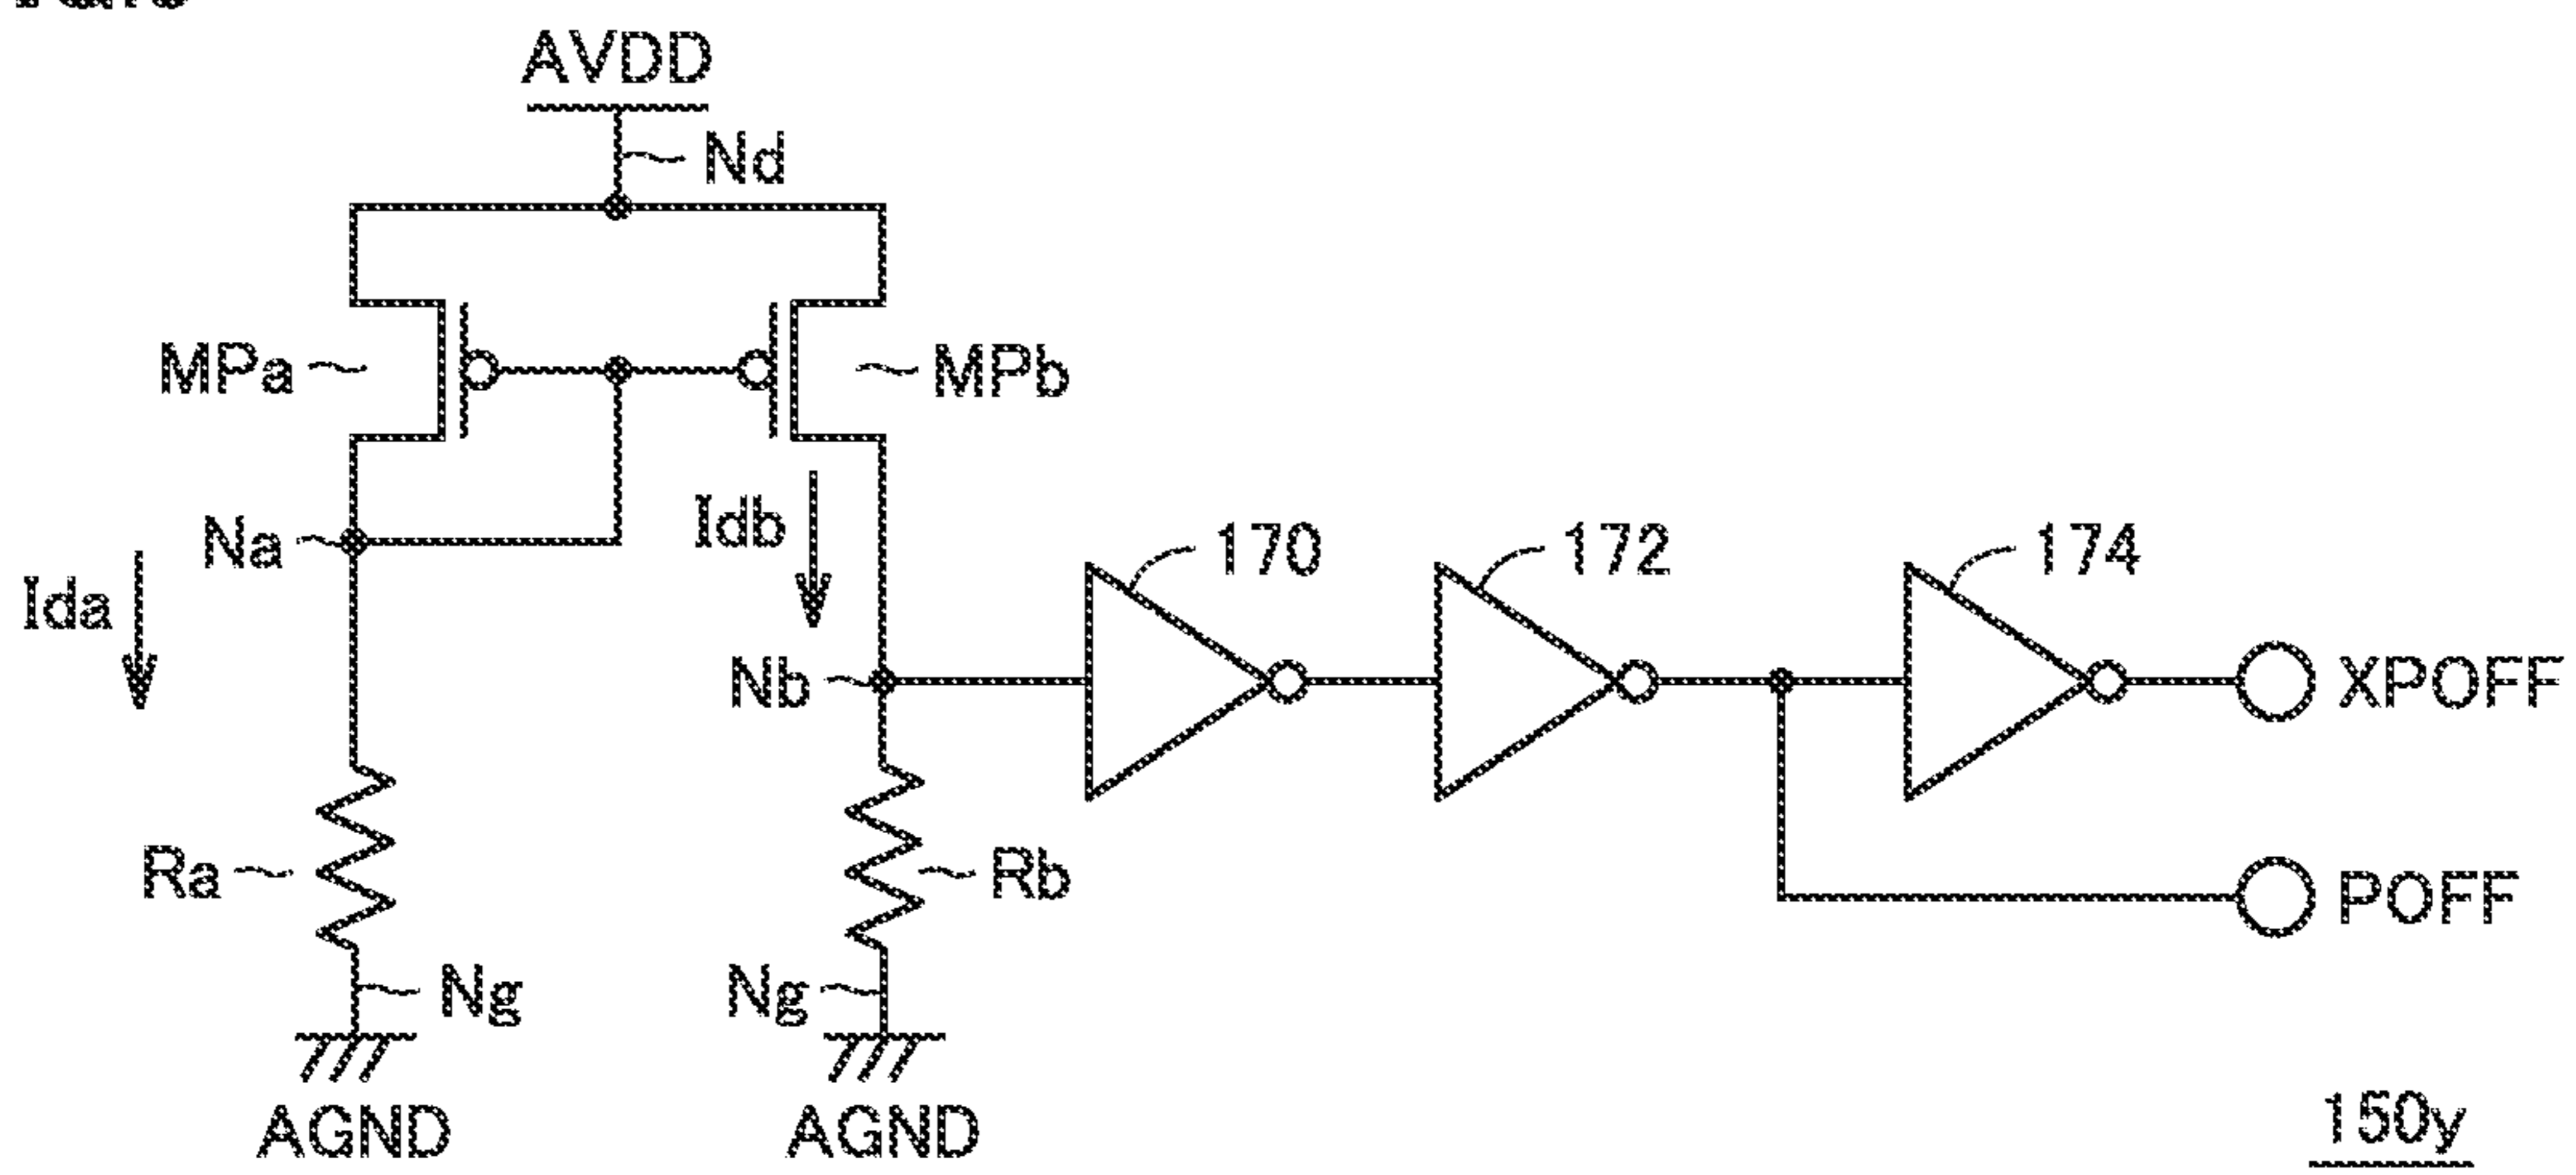 AVDD
Nd
MPa
MPb
Na
Idb
Ida
170
172
174
Nb
XPOFF
Ra
Rb
POFF
Ng
Ng
AGND
AGND
150y